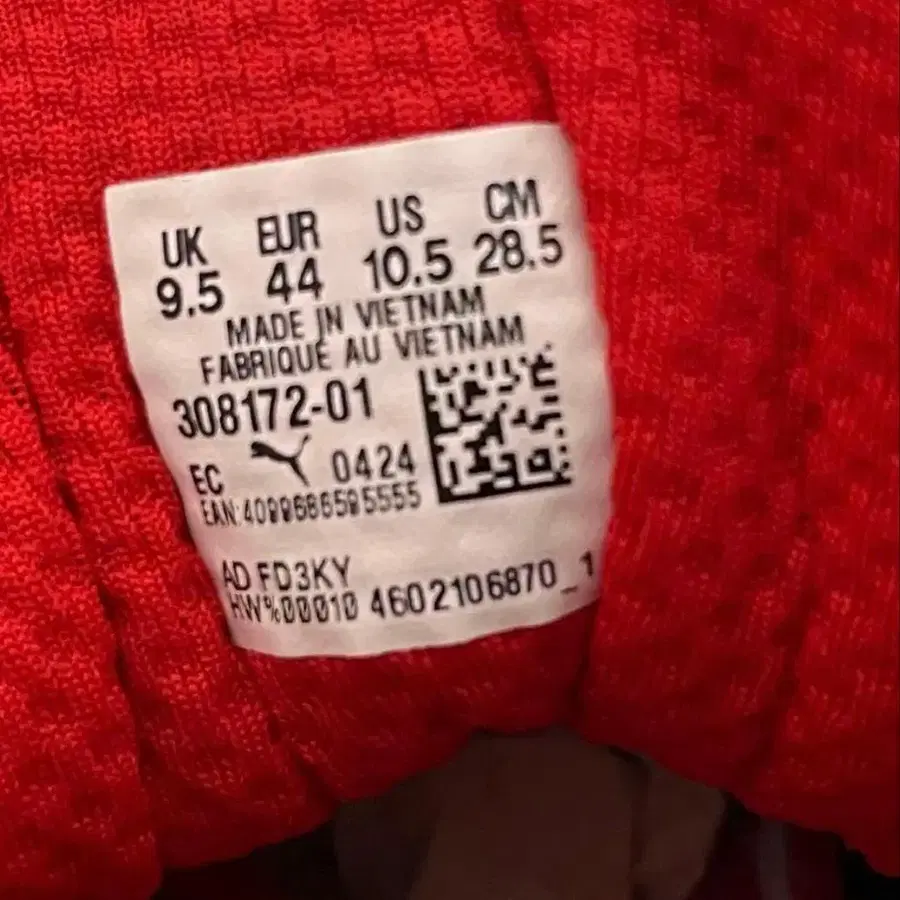 UK EUR US CM
9.5 44 10.5 28.5
MADE IN VIETNAM
FABRIQUÉ AU VIETNAM
308172-01
EC 0424
EAN:4099686595555
AD FD3KY
HW%00010 4602106870_1